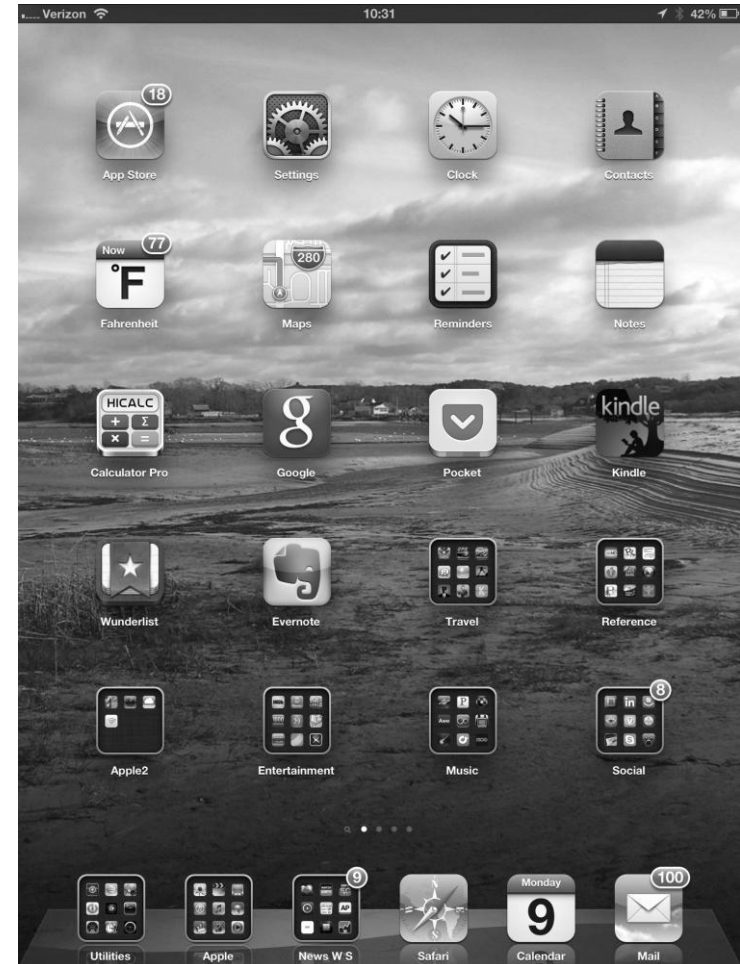 Verizon 10:31 42%
18
App Store Settings Clock Contacts
Now 77 °F 280
Fahrenheit Maps Reminders Notes
HICALC + Σ × = g kindle
Calculator Pro Google Pocket Kindle
Wunderlist Evernote Travel Reference
8
in P
S
Apple2 Entertainment Music Social
9 Monday 100
AP 9
Utilities Apple News W S Safari Calendar Mail